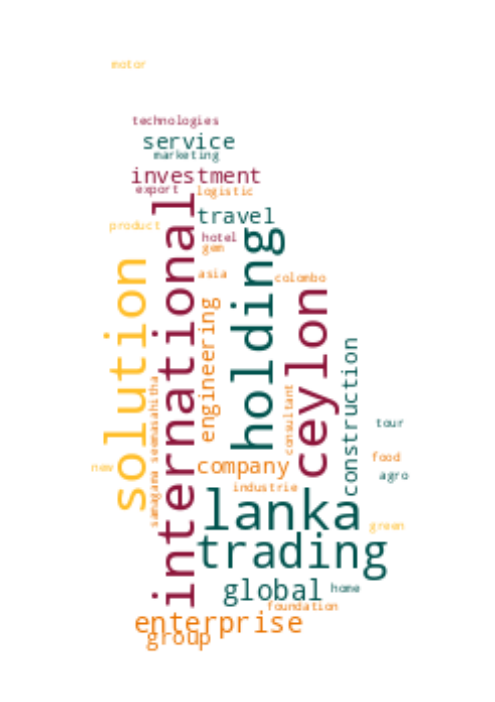 motor
technologies
service
marketing
investment
export
logistic
international
travel
product
hotel
holding
gem
solution
asia
colombo
ceylon
engineering
construction
samagama seemasahitha
consultant
tour
company
food
new
agro
industrie
lanka
green
trading
global
home
foundation
enterprise
group